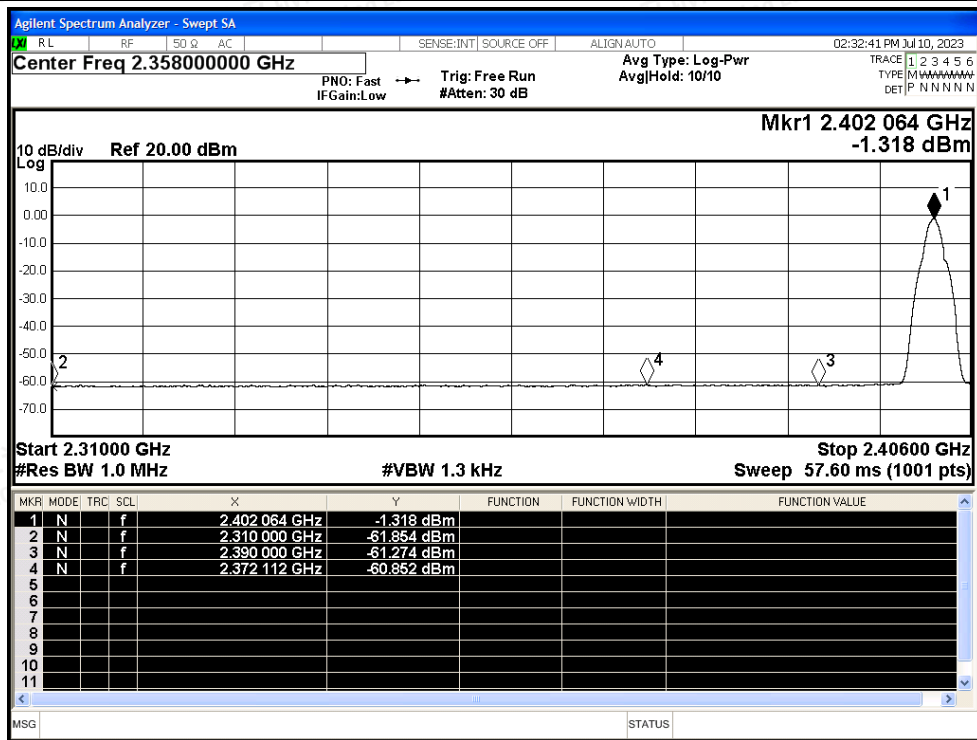 Agilent Spectrum Analyzer - Swept SA
LXI RL RF 50 Ω AC SENSE:INT SOURCE OFF ALIGN AUTO 02:32:41 PM Jul 10, 2023
Center Freq 2.358000000 GHz Avg Type: Log-Pwr TRACE 1 2 3 4 5 6
PNO: Fast Trig: Free Run Avg|Hold: 10/10 TYPE M
IFGain:Low #Atten: 30 dB DET P N N N N N
Mkr1 2.402 064 GHz
10 dB/div Ref 20.00 dBm -1.318 dBm
Log
10.0
1
0.00
-10.0
-20.0
-30.0
-40.0
-50.0
2 4 3
-60.0
-70.0
Start 2.31000 GHz Stop 2.40600 GHz
#Res BW 1.0 MHz #VBW 1.3 kHz Sweep 57.60 ms (1001 pts)
MKR MODE TRC SCL X Y FUNCTION FUNCTION WIDTH FUNCTION VALUE
1 N f 2.402 064 GHz -1.318 dBm
2 N f 2.310 000 GHz -61.854 dBm
3 N f 2.390 000 GHz -61.274 dBm
4 N f 2.372 112 GHz -60.852 dBm
5
6
7
8
9
10
11
MSG STATUS